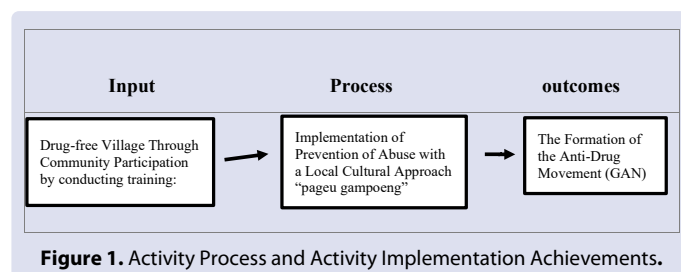 Input Process outcomes
Drug-free Village Through
Community Participation
by conducting training:
Implementation of
Prevention of Abuse with
a Local Cultural Approach
“pageu gampoeng”
The Formation of
the Anti-Drug
Movement (GAN)
Figure 1. Activity Process and Activity Implementation Achievements.